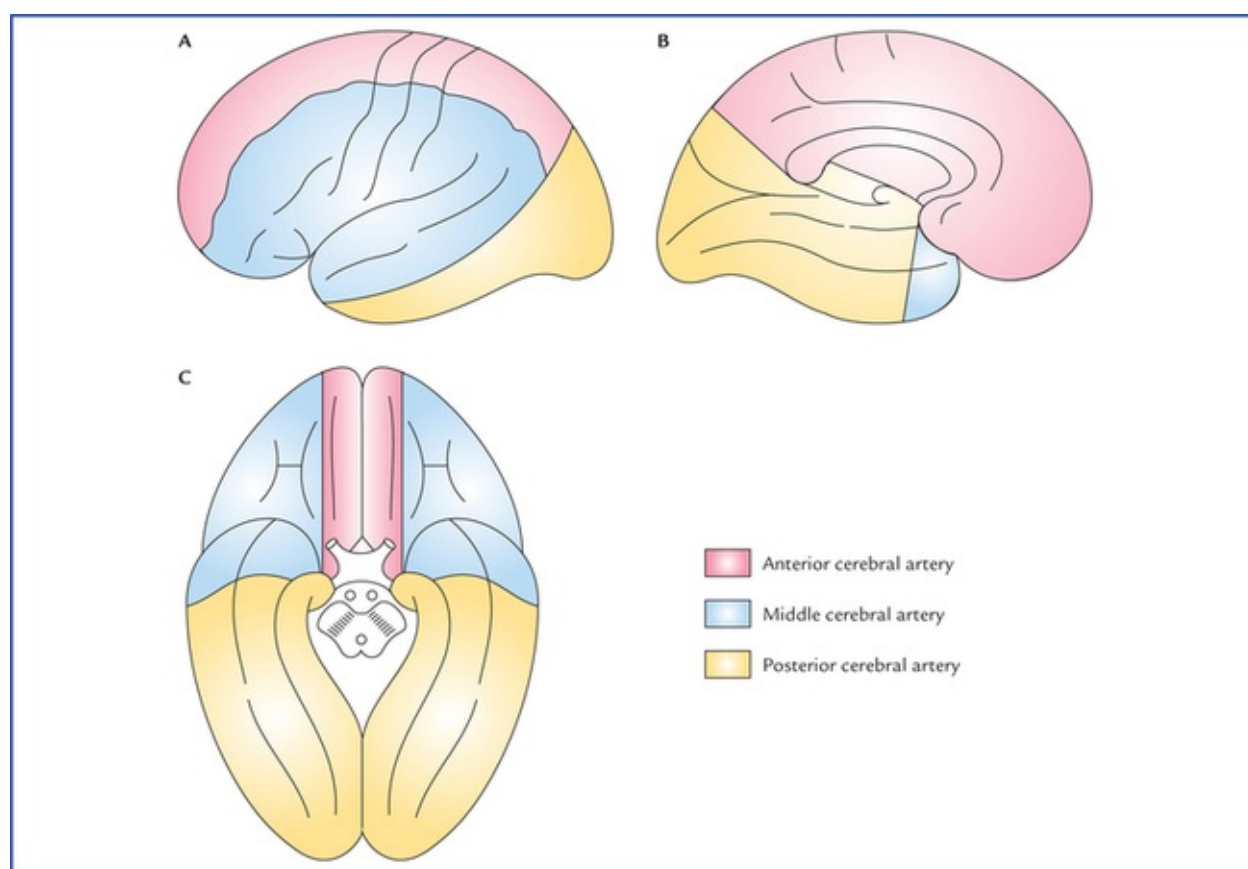 A
B
C
Anterior cerebral artery
Middle cerebral artery
Posterior cerebral artery